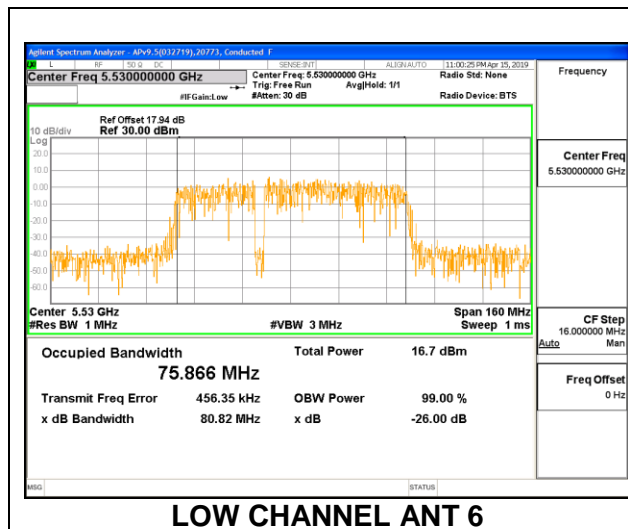 Agilent Spectrum Analyzer - APv9.5(032719),20773, Conducted F
L RF 50 Ω DC SENSE:INT ALIGN AUTO 11:00:25 PM Apr 15, 2019
Center Freq 5.530000000 GHz Center Freq: 5.530000000 GHz Radio Std: None
Trig: Free Run Avg|Hold: 1/1
#IFGain:Low #Atten: 30 dB Radio Device: BTS
Frequency
Ref Offset 17.94 dB
10 dB/div Ref 30.00 dBm
Log
20.0
10.0
0.00
-10.0
-20.0
-30.0
-40.0
-50.0
-60.0
Center Freq
5.530000000 GHz
Center 5.53 GHz Span 160 MHz
#Res BW 1 MHz #VBW 3 MHz Sweep 1 ms
CF Step
16.000000 MHz
Auto Man
Occupied Bandwidth Total Power 16.7 dBm
75.866 MHz
Transmit Freq Error 456.35 kHz OBW Power 99.00 %
x dB Bandwidth 80.82 MHz x dB -26.00 dB
Freq Offset
0 Hz
MSG STATUS
LOW CHANNEL ANT 6